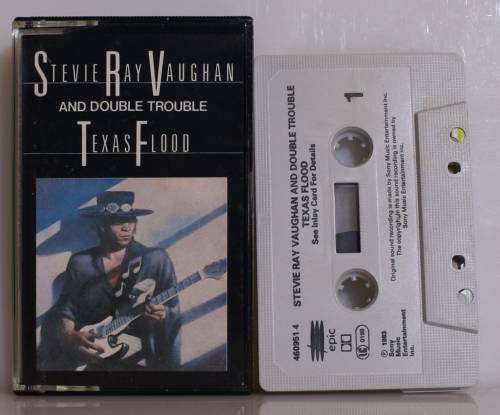 STEVIE RAY VAUGHAN
AND DOUBLE TROUBLE
TEXAS FLOOD
1
460951 4
STEVIE RAY VAUGHAN AND DOUBLE TROUBLE
TEXAS FLOOD
See Inlay Card For Details
Original sound recording is made by Sony Music Entertainment Inc.
The copyright in this sound recording is owned by
Sony Music Entertainment Inc.
epic
LC 0199
℗ 1983
Sony
Music
Entertainment
Inc.